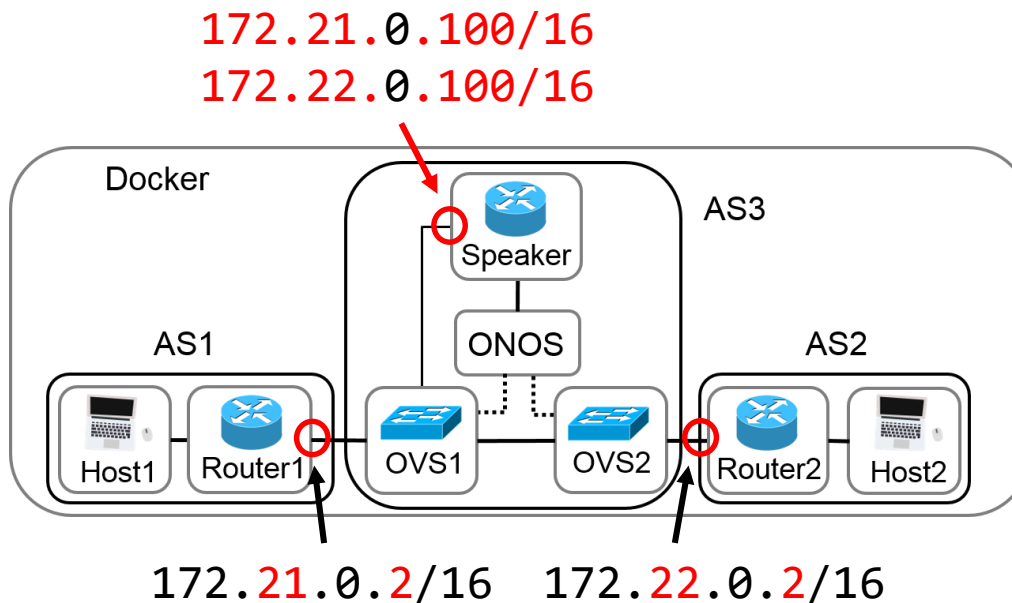 172.21.0.100/16
172.22.0.100/16
Docker
AS3
Speaker
ONOS
AS1
AS2
Host1
Router1
OVS1
OVS2
Router2
Host2
172.21.0.2/16
172.22.0.2/16